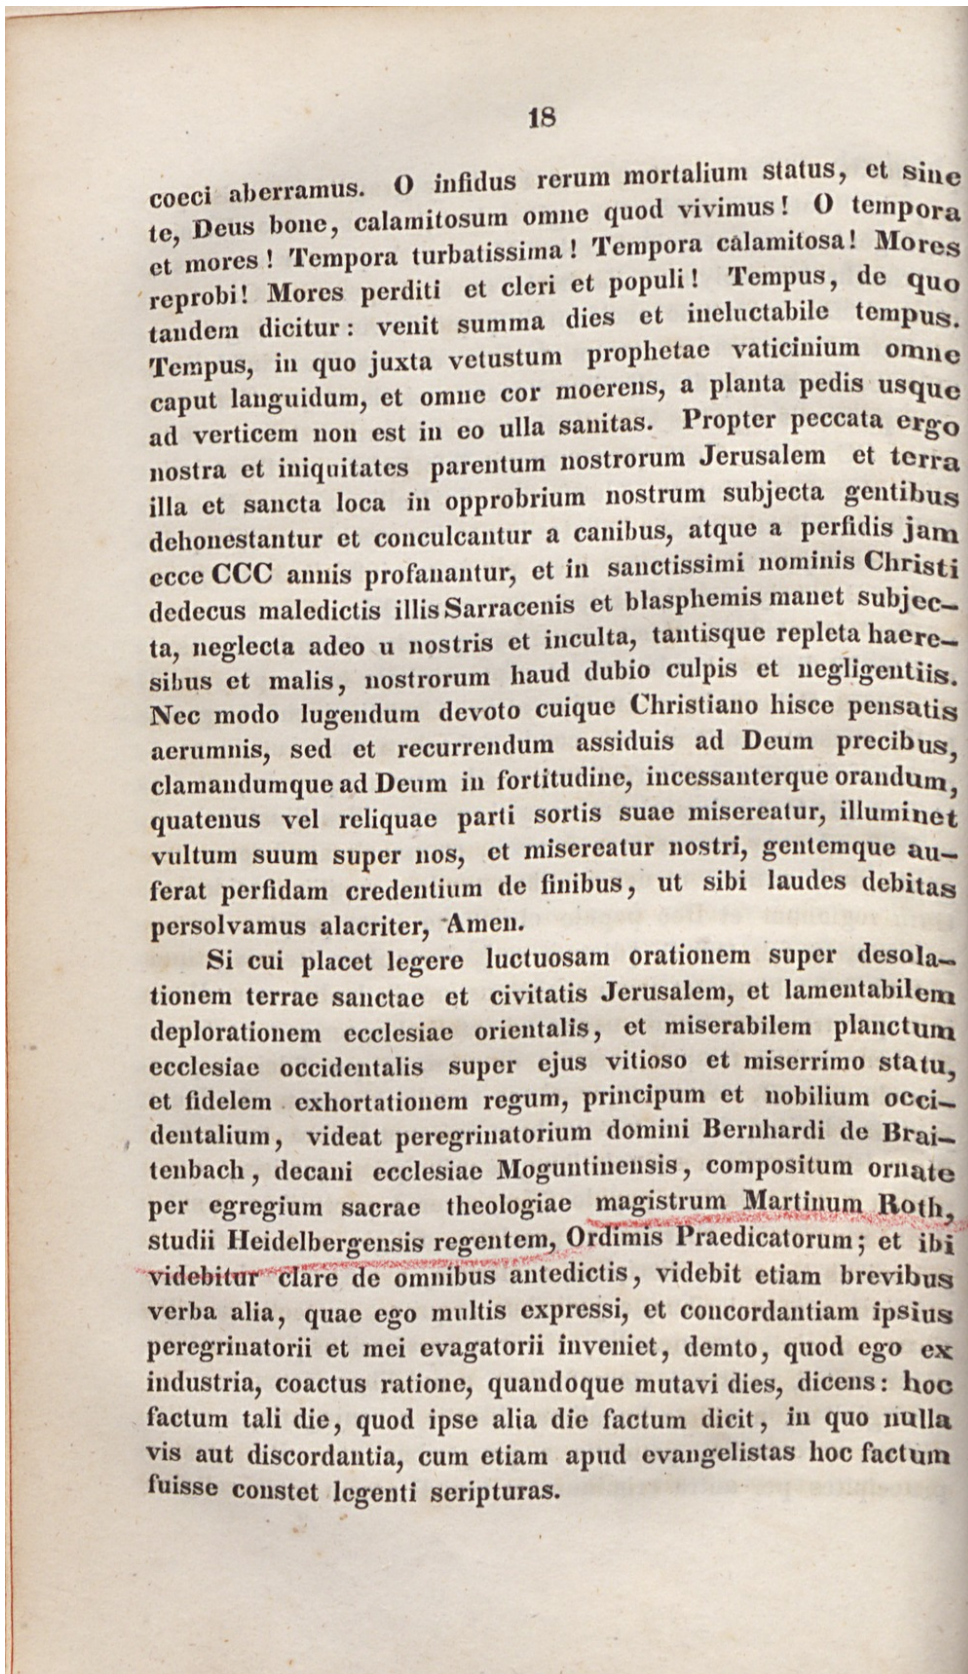 18
coeci aberramus. O infidus rerum mortalium status, et sine
te, Deus bone, calamitosum omne quod vivimus! O tempora
et mores! Tempora turbatissima! Tempora calamitosa! Mores
reprobi! Mores perditi et cleri et populi! Tempus, de quo
tandem dicitur: venit summa dies et ineluctabile tempus.
Tempus, in quo juxta vetustum prophetae vaticinium omne
caput languidum, et omne cor moerens, a planta pedis usque
ad verticem non est in eo ulla sanitas. Propter peccata ergo
nostra et iniquitates parentum nostrorum Jerusalem et terra
illa et sancta loca in opprobrium nostrum subjecta gentibus
dehonestantur et conculcantur a canibus, atque a perfidis jam
ecce CCC annis profanantur, et in sanctissimi nominis Christi
dedecus maledictis illis Sarracenis et blasphemis manet subjec-
ta, neglecta adeo u nostris et inculta, tantisque repleta haere-
sibus et malis, nostrorum haud dubio culpis et negligentiis.
Nec modo lugendum devoto cuique Christiano hisce pensatis
aerumnis, sed et recurrendum assiduis ad Deum precibus,
clamandumque ad Deum in fortitudine, incessanterque orandum,
quatenus vel reliquae parti sortis suae misereatur, illuminet
vultum suum super nos, et misereatur nostri, gentemque au-
ferat perfidam credentium de finibus, ut sibi laudes debitas
persolvamus alacriter, Amen.
Si cui placet legere luctuosam orationem super desola-
tionem terrae sanctae et civitatis Jerusalem, et lamentabilem
deplorationem ecclesiae orientalis, et miserabilem planctum
ecclesiae occidentalis super ejus vitioso et miserrimo statu,
et fidelem exhortationem regum, principum et nobilium occi-
dentalium, videat peregrinatorium domini Bernhardi de Brai-
tenbach, decani ecclesiae Moguntinensis, compositum ornate
per egregium sacrae theologiae magistrum Martinum Roth,
studii Heidelbergensis regentem, Ordimis Praedicatorum; et ibi
videbitur clare de omnibus antedictis, videbit etiam brevibus
verba alia, quae ego multis expressi, et concordantiam ipsius
peregrinatorii et mei evagatorii inveniet, demto, quod ego ex
industria, coactus ratione, quandoque mutavi dies, dicens: hoc
factum tali die, quod ipse alia die factum dicit, in quo nulla
vis aut discordantia, cum etiam apud evangelistas hoc factum
fuisse constet legenti scripturas.